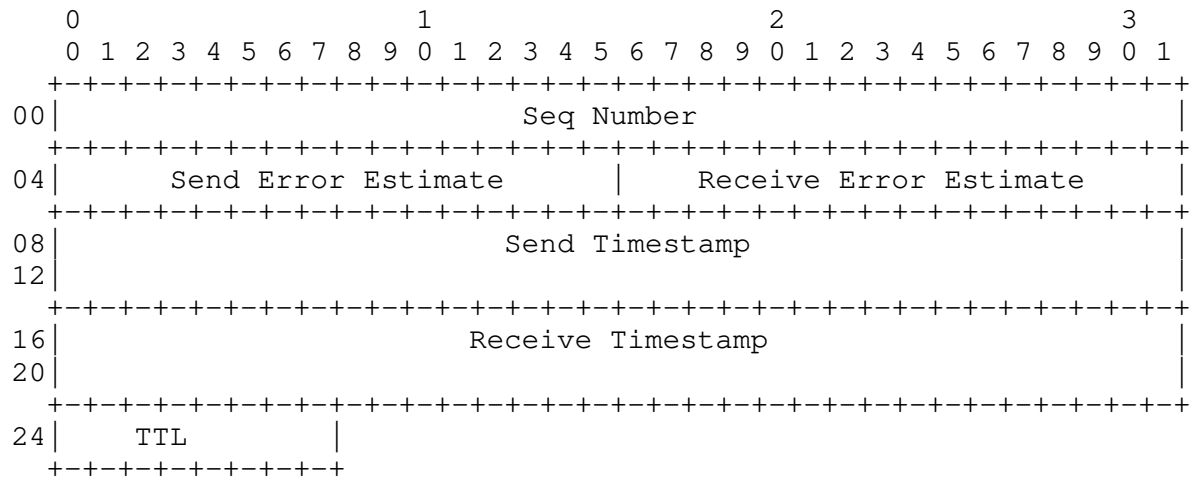 0                   1                   2                   3
    0 1 2 3 4 5 6 7 8 9 0 1 2 3 4 5 6 7 8 9 0 1 2 3 4 5 6 7 8 9 0 1
   +-+-+-+-+-+-+-+-+-+-+-+-+-+-+-+-+-+-+-+-+-+-+-+-+-+-+-+-+-+-+-+-+
00|                          Seq Number                           |
   +-+-+-+-+-+-+-+-+-+-+-+-+-+-+-+-+-+-+-+-+-+-+-+-+-+-+-+-+-+-+-+-+
04|      Send Error Estimate      |    Receive Error Estimate     |
   +-+-+-+-+-+-+-+-+-+-+-+-+-+-+-+-+-+-+-+-+-+-+-+-+-+-+-+-+-+-+-+-+
08|                         Send Timestamp                        |
12|                                                               |
   +-+-+-+-+-+-+-+-+-+-+-+-+-+-+-+-+-+-+-+-+-+-+-+-+-+-+-+-+-+-+-+-+
16|                       Receive Timestamp                       |
20|                                                               |
   +-+-+-+-+-+-+-+-+-+-+-+-+-+-+-+-+-+-+-+-+-+-+-+-+-+-+-+-+-+-+-+-+
24|    TTL        |
   +-+-+-+-+-+-+-+-+